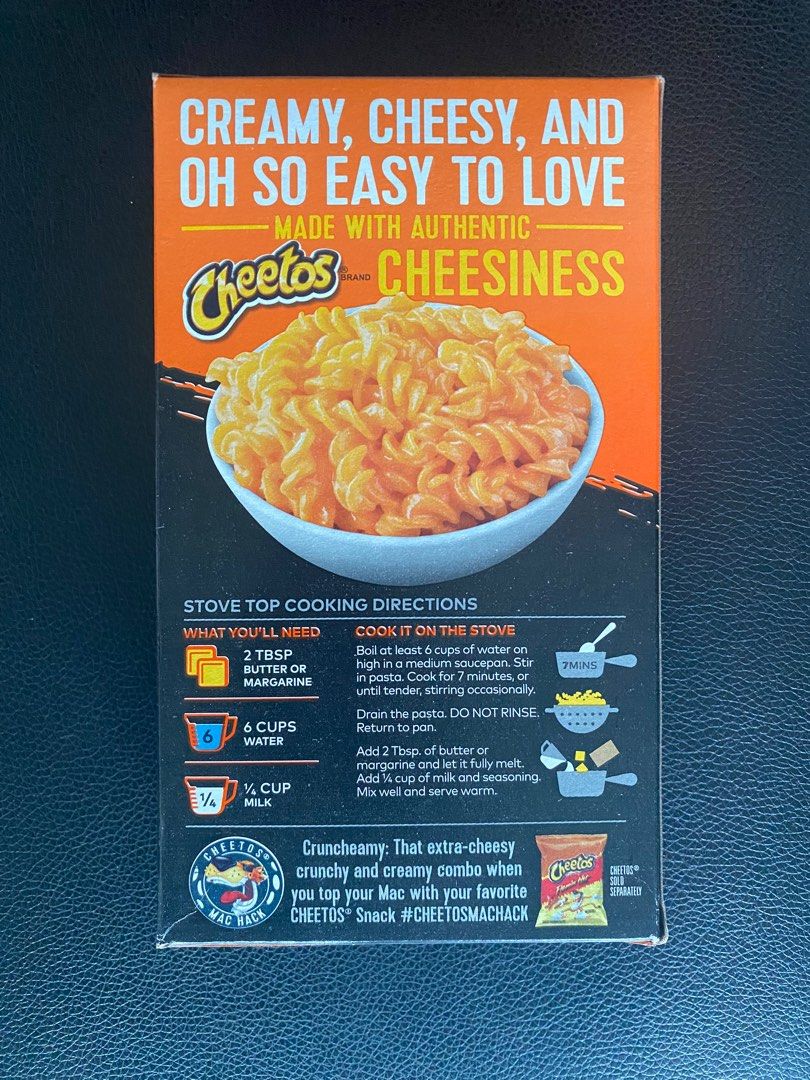 CREAMY, CHEESY, AND
OH SO EASY TO LOVE
MADE WITH AUTHENTIC
Cheetos® BRAND CHEESINESS
STOVE TOP COOKING DIRECTIONS
WHAT YOU'LL NEED
2 TBSP
BUTTER OR
MARGARINE
6
6 CUPS
WATER
1/4
¼ CUP
MILK
COOK IT ON THE STOVE
Boil at least 6 cups of water on
high in a medium saucepan. Stir
in pasta. Cook for 7 minutes, or
until tender, stirring occasionally.
7MINS
Drain the pasta. DO NOT RINSE.
Return to pan.
Add 2 Tbsp. of butter or
margarine and let it fully melt.
Add ¼ cup of milk and seasoning.
Mix well and serve warm.
CHEETOS®
MAC HACK
Cruncheamy: That extra-cheesy
crunchy and creamy combo when
you top your Mac with your favorite
CHEETOS® Snack #CHEETOSMACHACK
Cheetos
Flamin Hot
CHEETOS®
SOLD
SEPARATELY